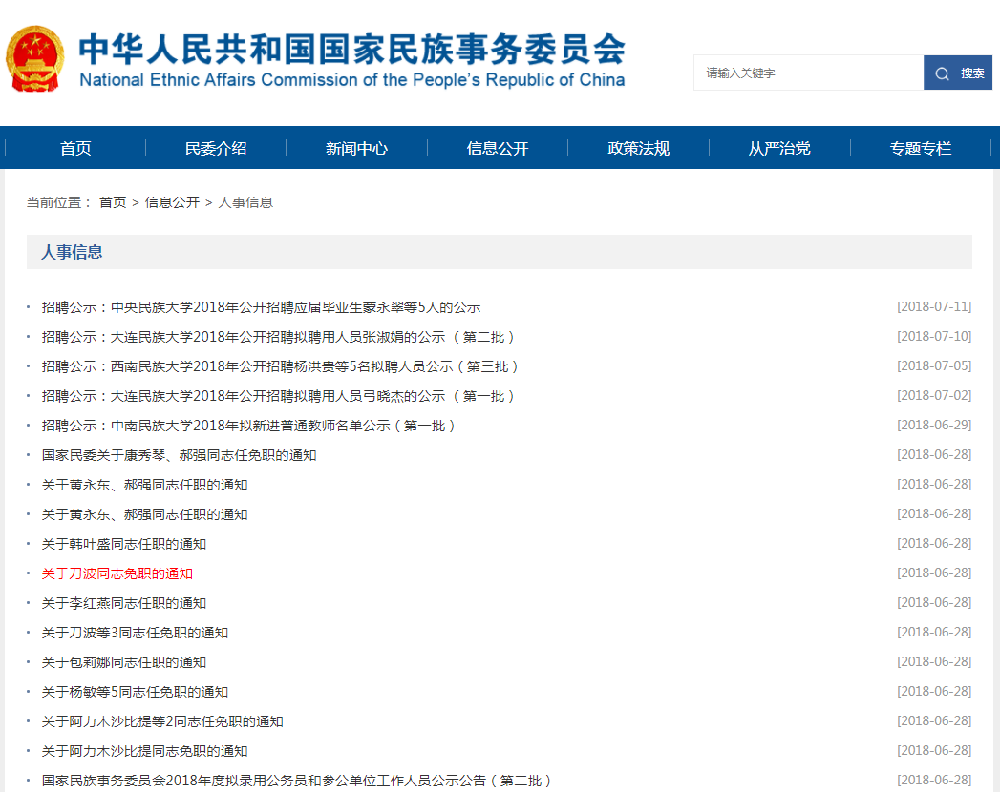 中华人民共和国国家民族事务委员会
National Ethnic Affairs Commission of the People's Republic of China
请输入关键字 搜索
首页 民委介绍 新闻中心 信息公开 政策法规 从严治党 专题专栏
当前位置： 首页 > 信息公开 > 人事信息
人事信息
招聘公示：中央民族大学2018年公开招聘应届毕业生蒙永翠等5人的公示 [2018-07-11]
招聘公示：大连民族大学2018年公开招聘拟聘用人员张淑娟的公示 （第二批） [2018-07-10]
招聘公示：西南民族大学2018年公开招聘杨洪贵等5名拟聘人员公示（第三批） [2018-07-05]
招聘公示：大连民族大学2018年公开招聘拟聘用人员弓晓杰的公示 （第一批） [2018-07-02]
招聘公示：中南民族大学2018年拟新进普通教师名单公示（第一批） [2018-06-29]
国家民委关于康秀琴、郝强同志任免职的通知 [2018-06-28]
关于黄永东、郝强同志任职的通知 [2018-06-28]
关于黄永东、郝强同志任职的通知 [2018-06-28]
关于韩叶盛同志任职的通知 [2018-06-28]
关于刀波同志免职的通知 [2018-06-28]
关于李红燕同志任职的通知 [2018-06-28]
关于刀波等3同志任免职的通知 [2018-06-28]
关于包莉娜同志任职的通知 [2018-06-28]
关于杨敏等5同志任免职的通知 [2018-06-28]
关于阿力木沙比提等2同志任免职的通知 [2018-06-28]
关于阿力木沙比提同志免职的通知 [2018-06-28]
国家民族事务委员会2018年度拟录用公务员和参公单位工作人员公示公告（第二批） [2018-06-28]